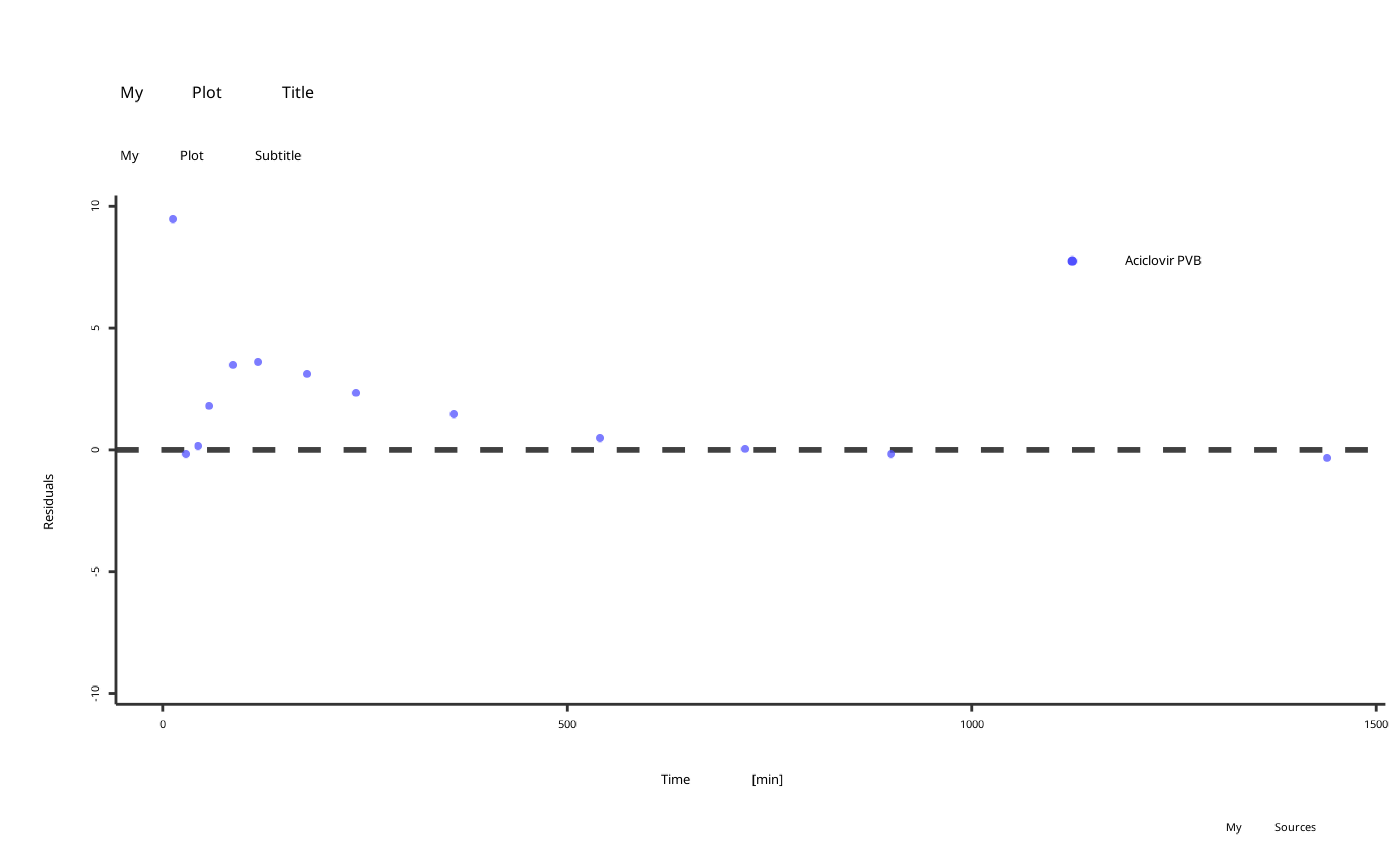 My Plot Title
My Plot Subtitle
10
5
0
-5
-10
Residuals
Aciclovir PVB
0 500 1000 1500
Time [min]
My Sources